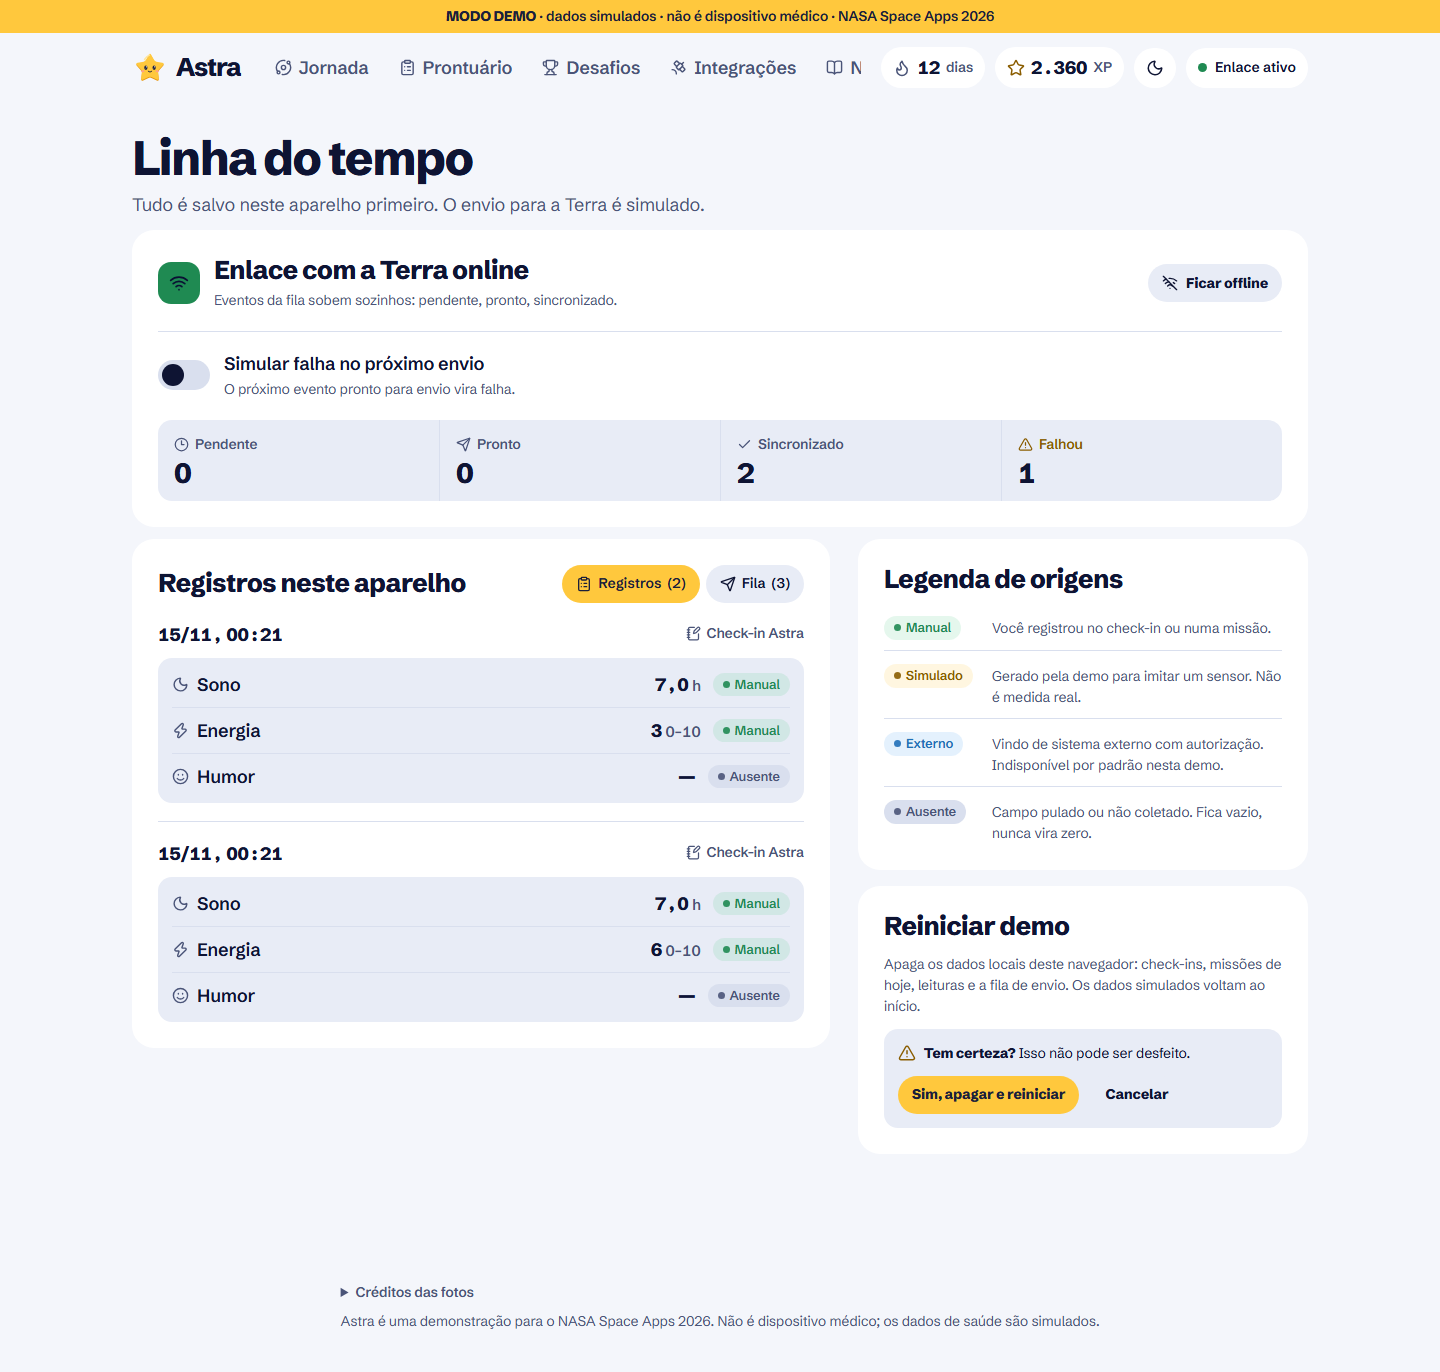 MODO DEMO · dados simulados · não é dispositivo médico · NASA Space Apps 2026
Astra
Jornada
Prontuário
Desafios
Integrações
N
12 dias
2.360 XP
Enlace ativo
Linha do tempo
Tudo é salvo neste aparelho primeiro. O envio para a Terra é simulado.
Enlace com a Terra online
Eventos da fila sobem sozinhos: pendente, pronto, sincronizado.
Ficar offline
Simular falha no próximo envio
O próximo evento pronto para envio vira falha.
Pendente
0
Pronto
0
Sincronizado
2
Falhou
1
Registros neste aparelho
Registros (2)
Fila (3)
15/11, 00:21
Check-in Astra
Sono
7,0 h
Manual
Energia
3 0–10
Manual
Humor
—
Ausente
15/11, 00:21
Check-in Astra
Sono
7,0 h
Manual
Energia
6 0–10
Manual
Humor
—
Ausente
Legenda de origens
Manual
Você registrou no check-in ou numa missão.
Simulado
Gerado pela demo para imitar um sensor. Não
é medida real.
Externo
Vindo de sistema externo com autorização.
Indisponível por padrão nesta demo.
Ausente
Campo pulado ou não coletado. Fica vazio,
nunca vira zero.
Reiniciar demo
Apaga os dados locais deste navegador: check-ins, missões de
hoje, leituras e a fila de envio. Os dados simulados voltam ao
início.
Tem certeza? Isso não pode ser desfeito.
Sim, apagar e reiniciar
Cancelar
Créditos das fotos
Astra é uma demonstração para o NASA Space Apps 2026. Não é dispositivo médico; os dados de saúde são simulados.